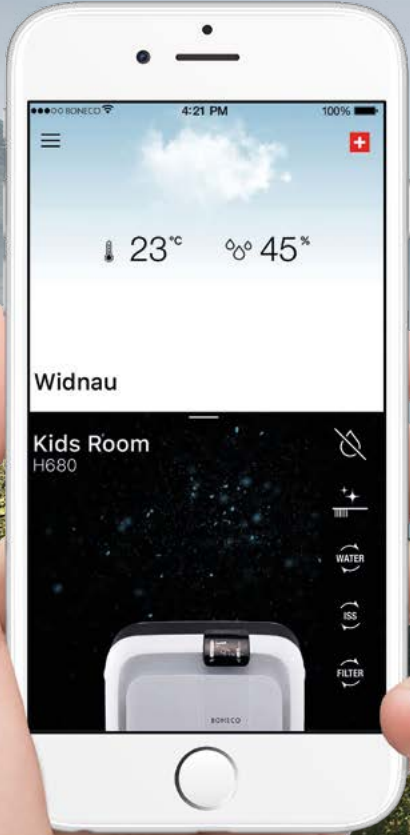 BONECO
4:21 PM
100%
23°C
45%
Widnau
Kids Room
H680
WATER
ISS
FILTER
BONECO